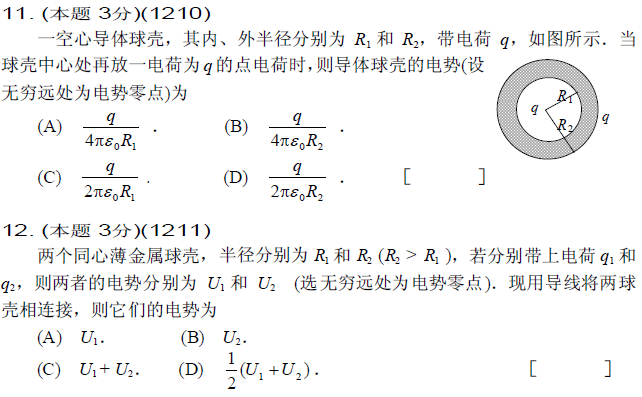 11. (本题 3分)(1210)
一空心导体球壳，其内、外半径分别为 R₁ 和 R₂，带电荷 q，如图所示．当
球壳中心处再放一电荷为 q 的点电荷时，则导体球壳的电势(设
无穷远处为电势零点)为
(A) q/4πε₀R₁ ． (B) q/4πε₀R₂ ．
(C) q/2πε₀R₁ . (D) q/2πε₀R₂ ． [ ]
q R₁ R₂ q
12. (本题 3分)(1211)
两个同心薄金属球壳，半径分别为 R₁ 和 R₂ (R₂ > R₁ )，若分别带上电荷 q₁ 和
q₂，则两者的电势分别为 U₁ 和 U₂ (选无穷远处为电势零点)．现用导线将两球
壳相连接，则它们的电势为
(A) U₁． (B) U₂．
(C) U₁ + U₂． (D) 1/2(U₁ + U₂)． [ ]